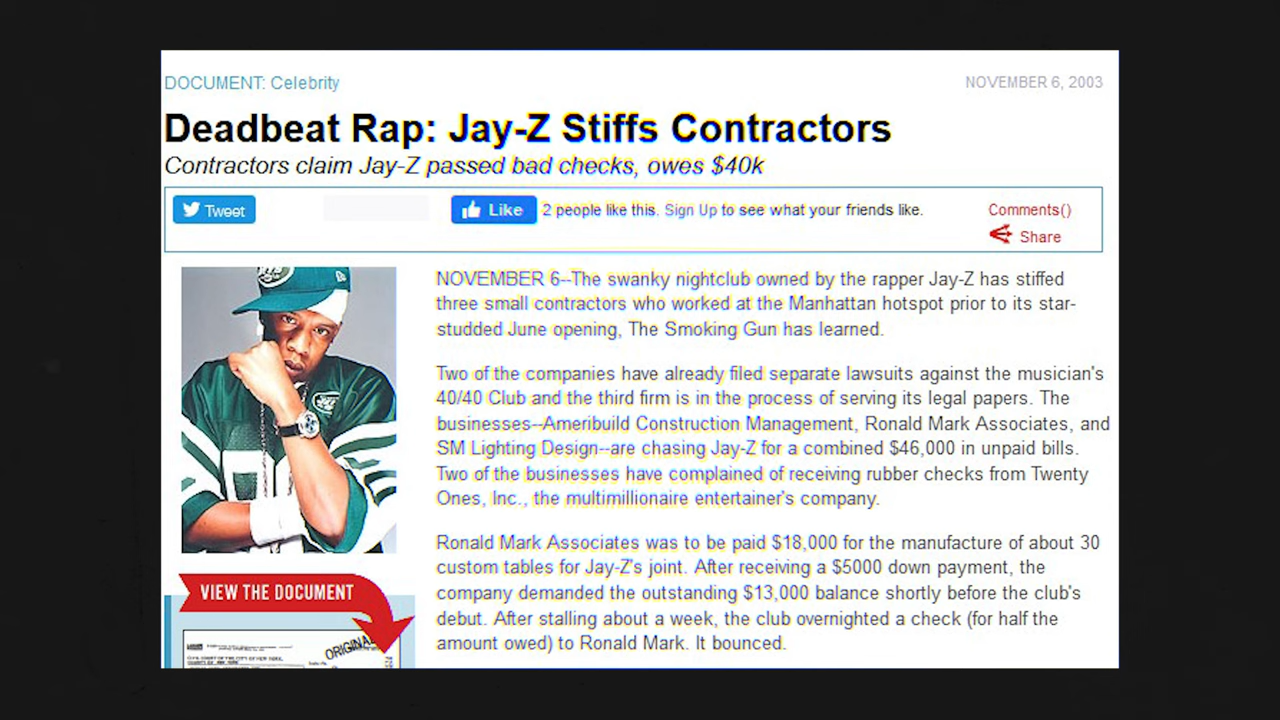 DOCUMENT: Celebrity
NOVEMBER 6, 2003
Deadbeat Rap: Jay-Z Stiffs Contractors
Contractors claim Jay-Z passed bad checks, owes $40k
Tweet
Like
2 people like this. Sign Up to see what your friends like.
Comments()
Share
NOVEMBER 6--The swanky nightclub owned by the rapper Jay-Z has stiffed
three small contractors who worked at the Manhattan hotspot prior to its star-
studded June opening, The Smoking Gun has learned.
Two of the companies have already filed separate lawsuits against the musician's
40/40 Club and the third firm is in the process of serving its legal papers. The
businesses--Ameribuild Construction Management, Ronald Mark Associates, and
SM Lighting Design--are chasing Jay-Z for a combined $46,000 in unpaid bills.
Two of the businesses have complained of receiving rubber checks from Twenty
Ones, Inc., the multimillionaire entertainer's company.
Ronald Mark Associates was to be paid $18,000 for the manufacture of about 30
custom tables for Jay-Z's joint. After receiving a $5000 down payment, the
company demanded the outstanding $13,000 balance shortly before the club's
debut. After stalling about a week, the club overnighted a check (for half the
amount owed) to Ronald Mark. It bounced.
VIEW THE DOCUMENT
ORIGINAL